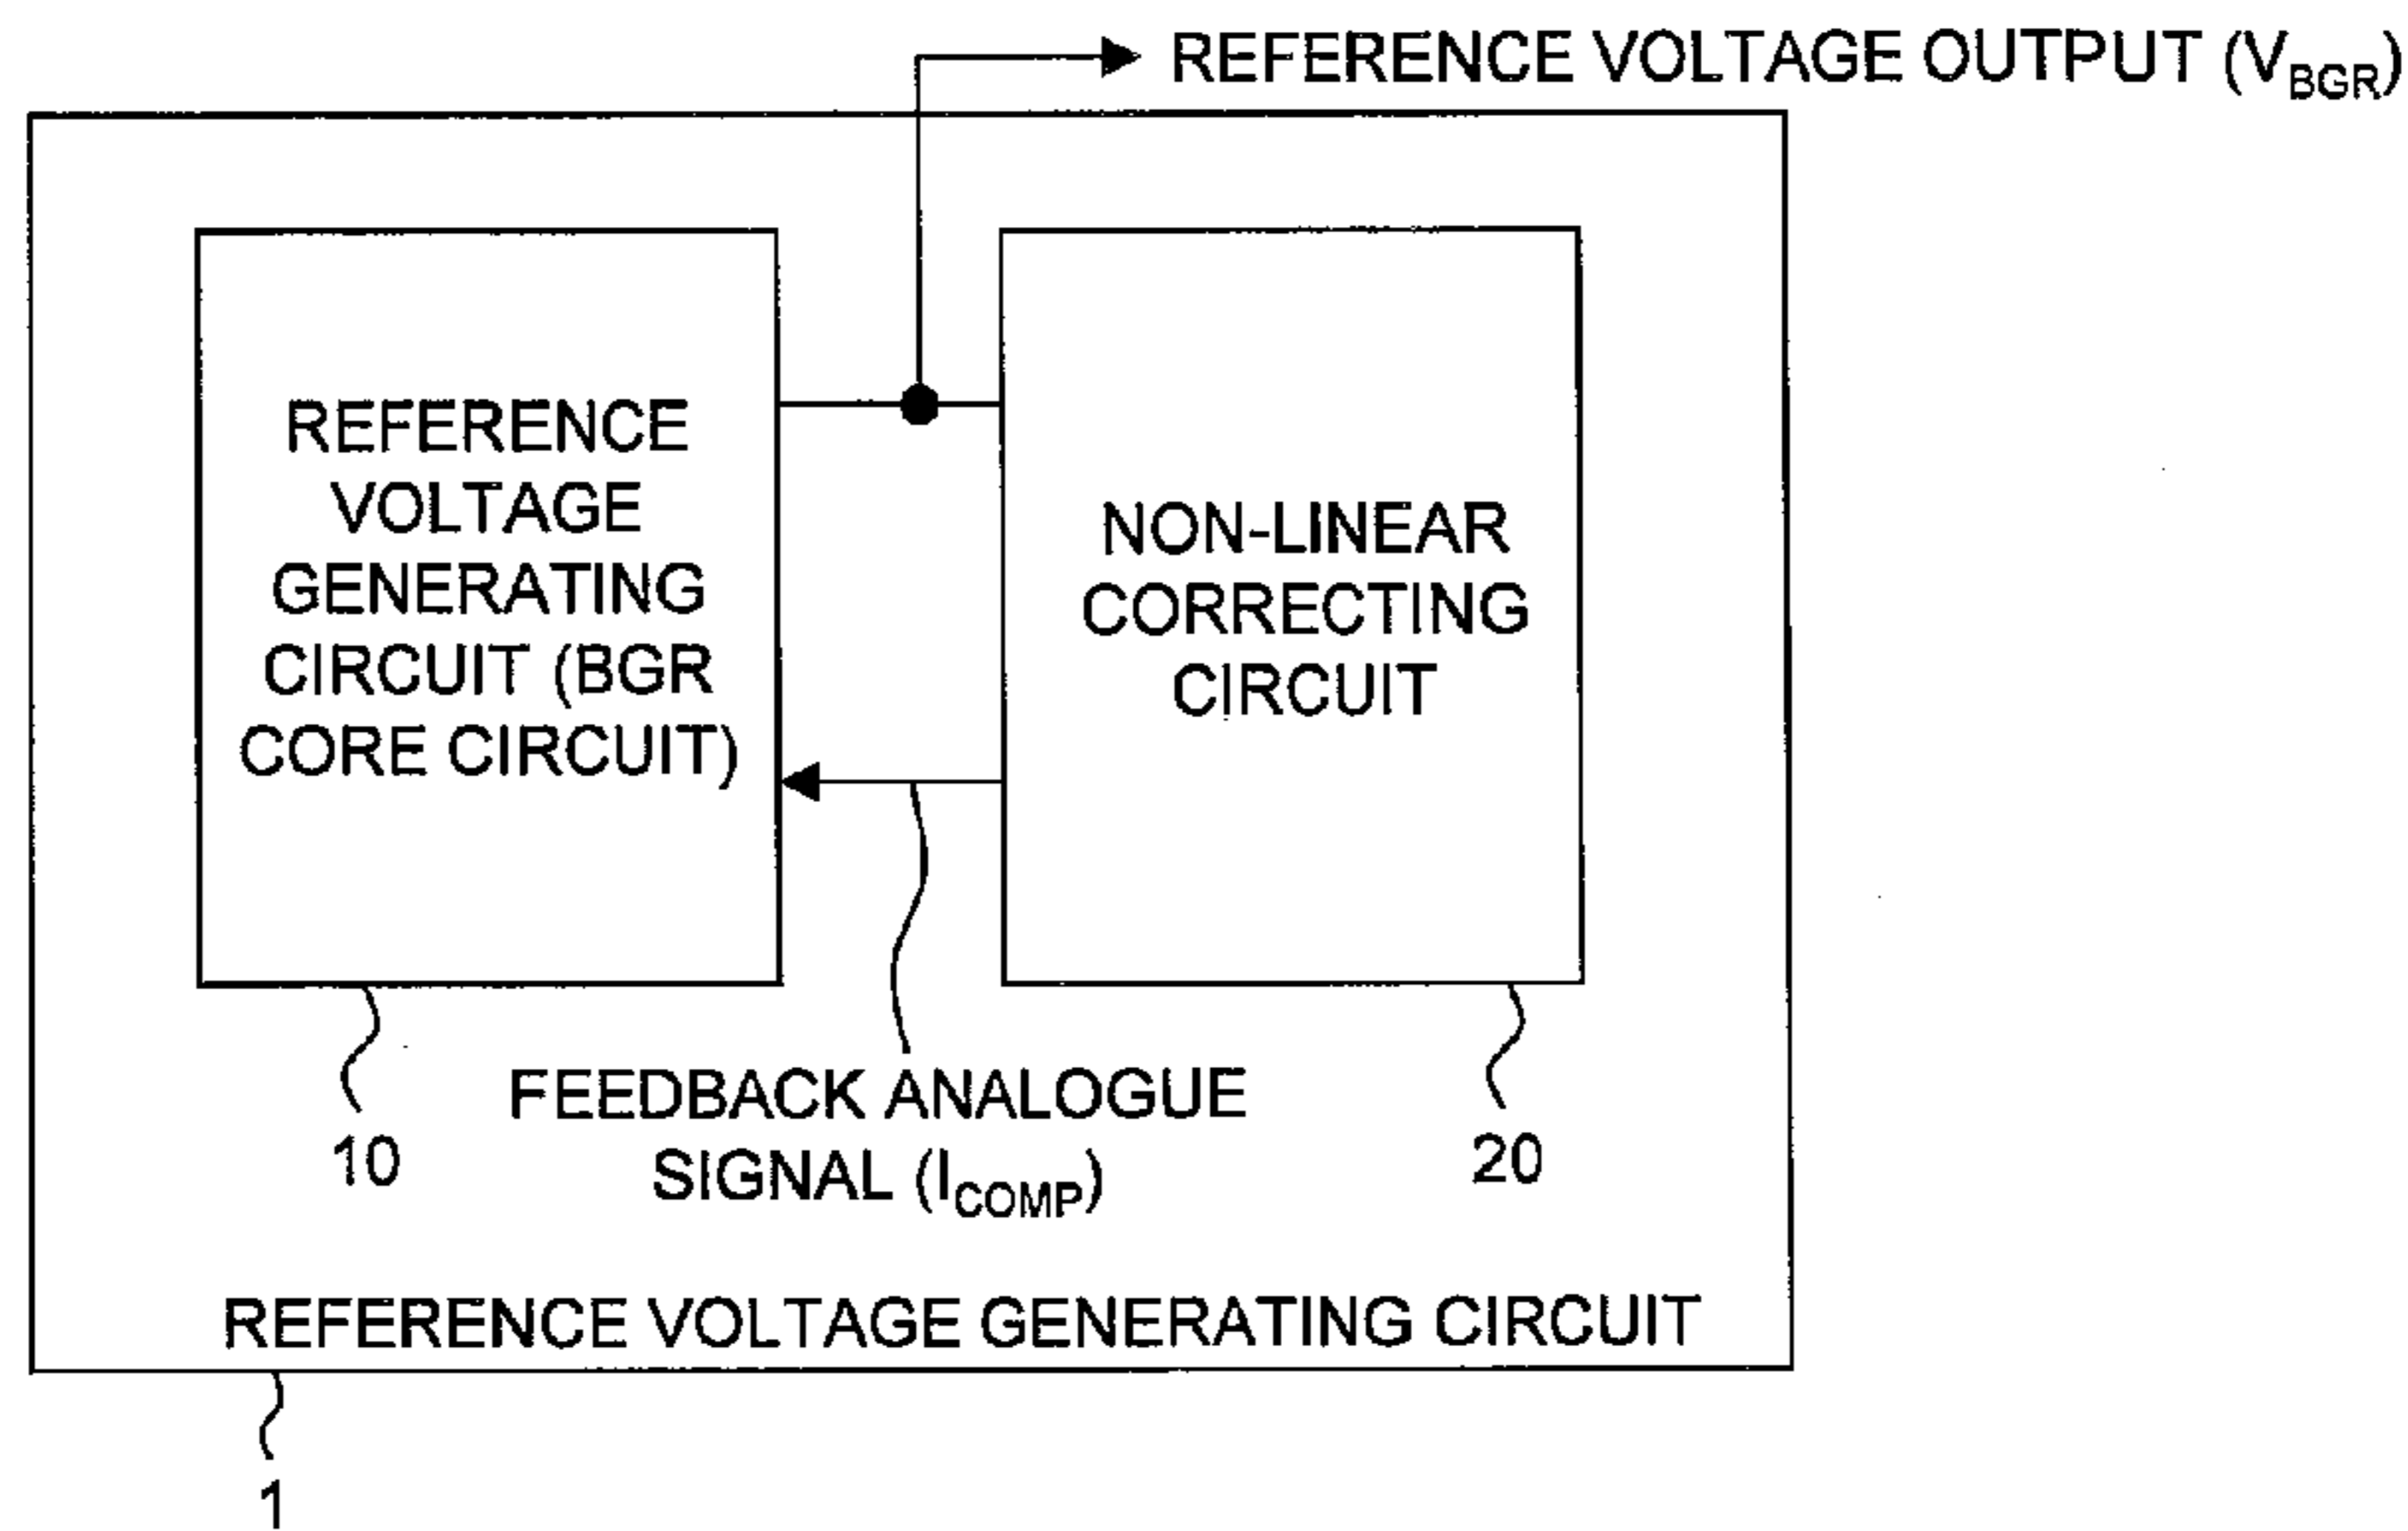 REFERENCE VOLTAGE OUTPUT (VBGR)
REFERENCE
VOLTAGE
GENERATING
CIRCUIT (BGR
CORE CIRCUIT)
NON-LINEAR
CORRECTING
CIRCUIT
FEEDBACK ANALOGUE
SIGNAL (ICOMP)
10
20
REFERENCE VOLTAGE GENERATING CIRCUIT
1